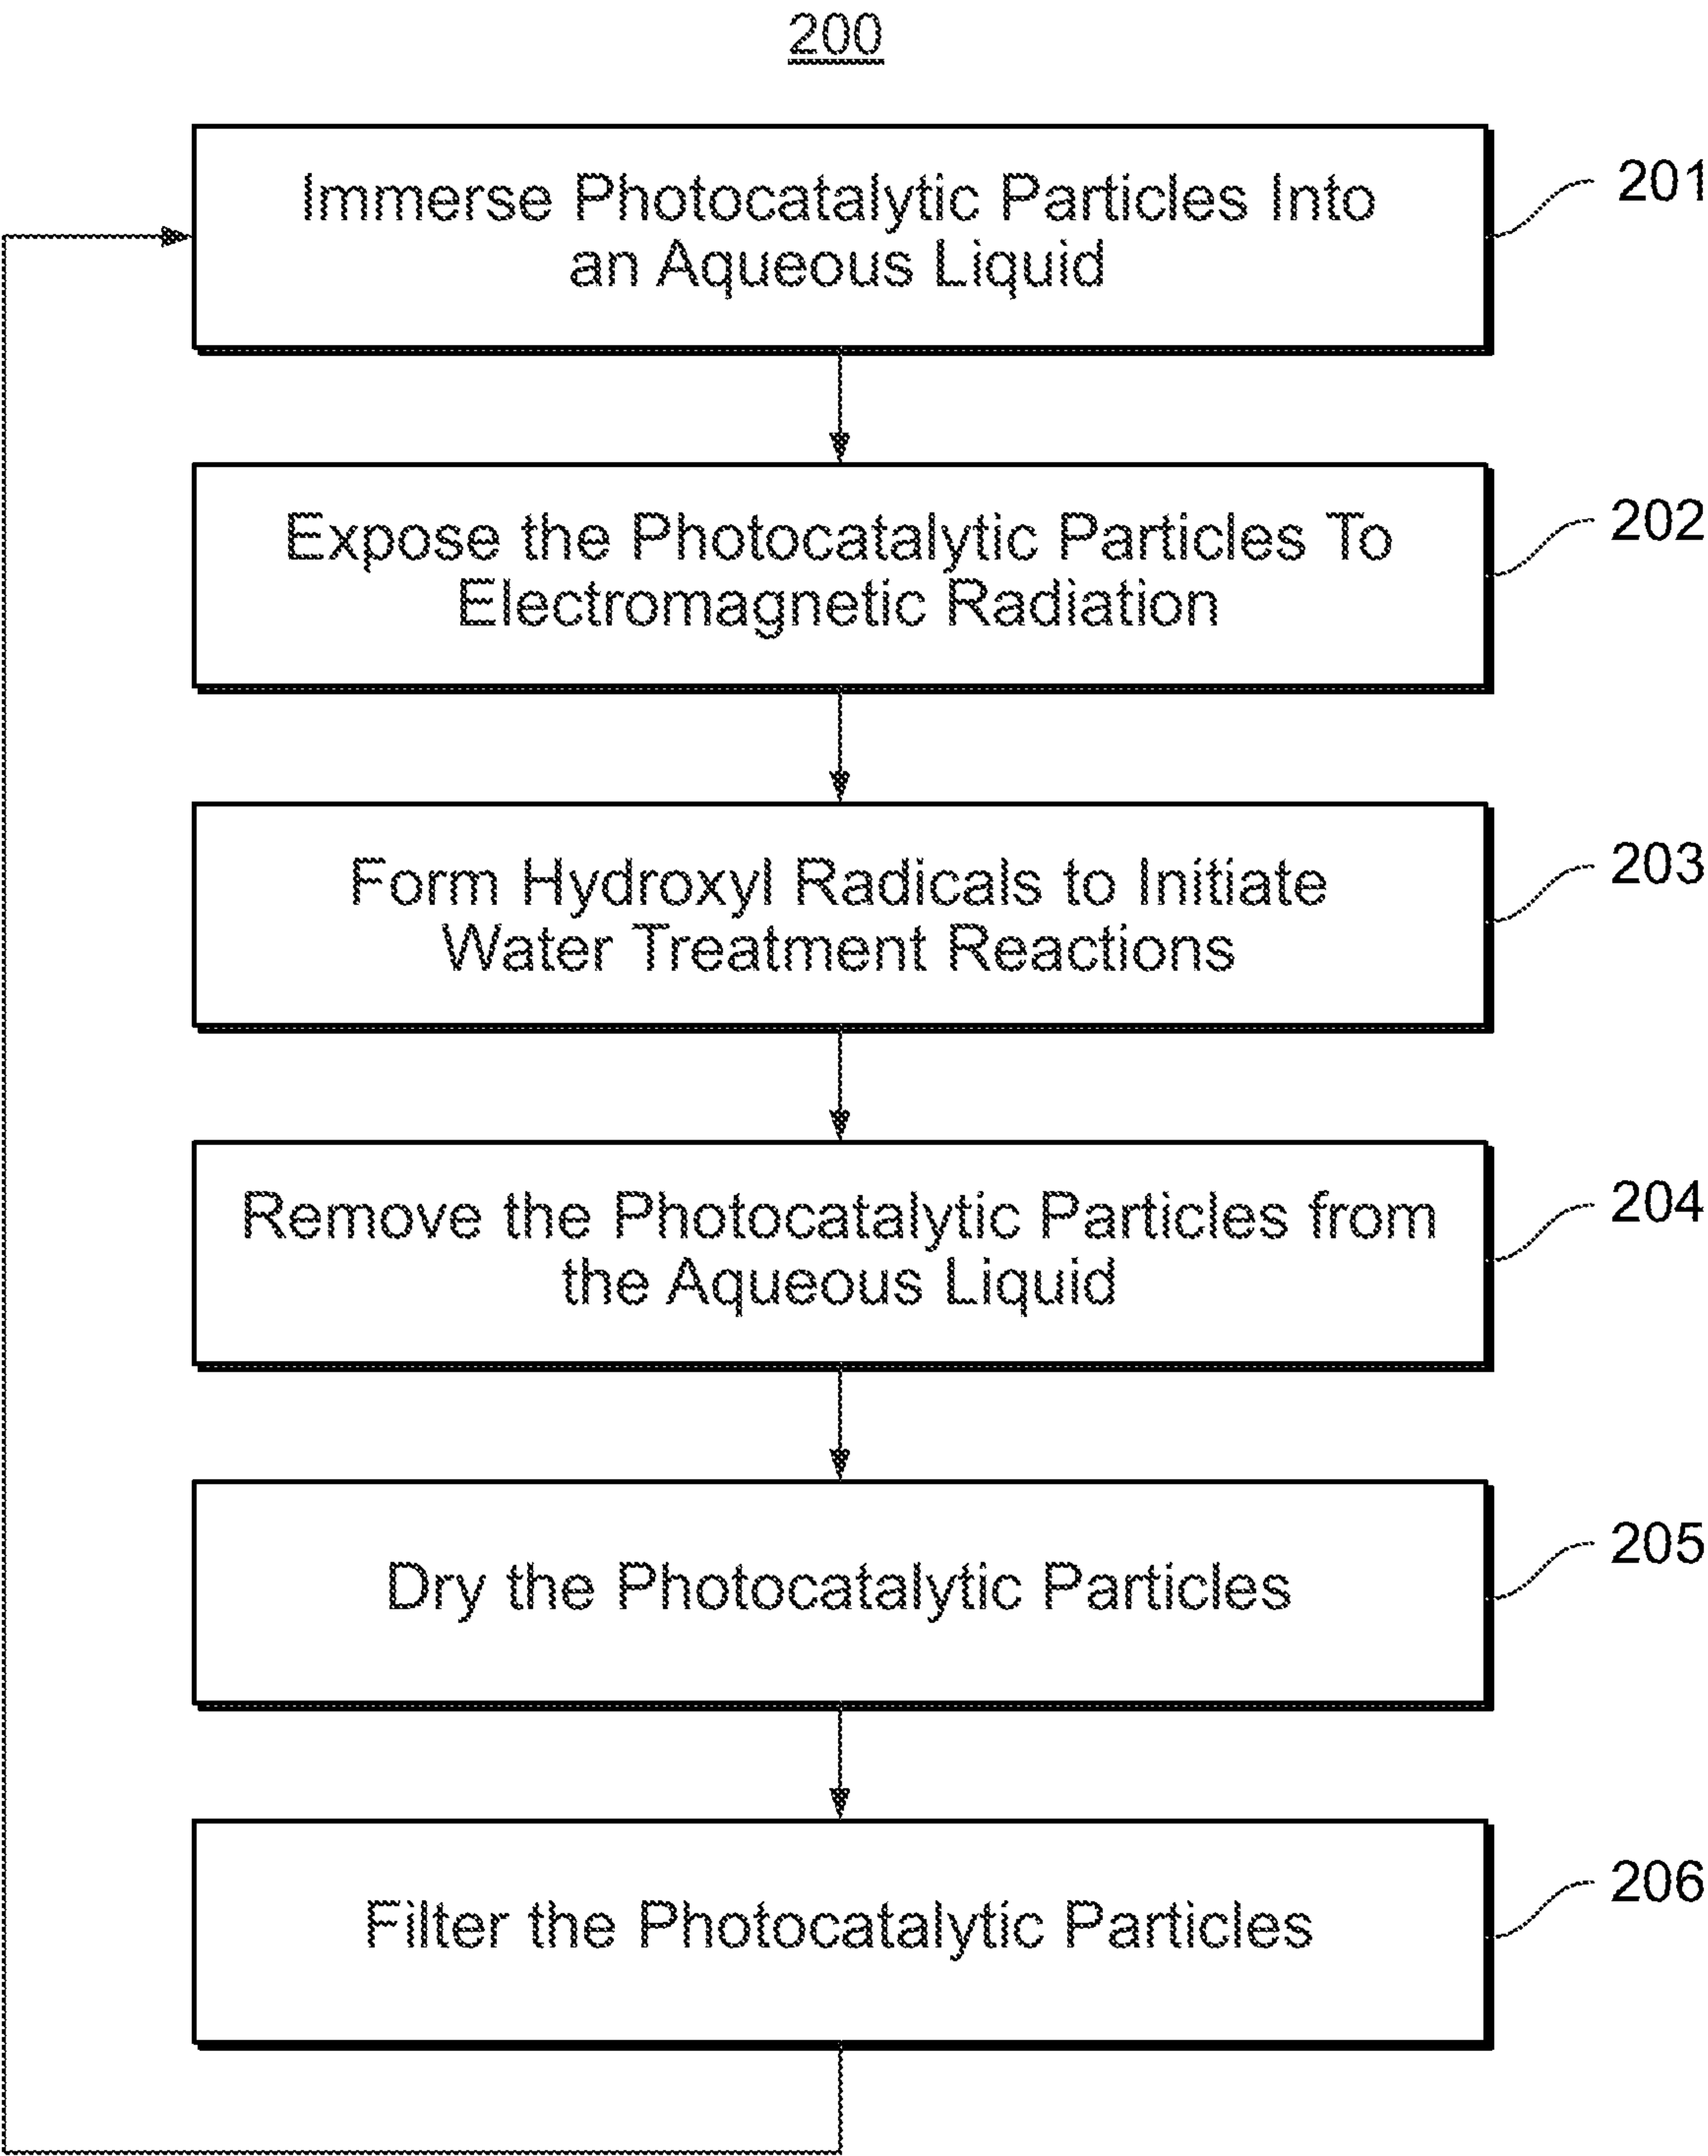 200
Immerse Photocatalytic Particles Into
an Aqueous Liquid
201
Expose the Photocatalytic Particles To
Electromagnetic Radiation
202
Form Hydroxyl Radicals to Initiate
Water Treatment Reactions
203
Remove the Photocatalytic Particles from
the Aqueous Liquid
204
Dry the Photocatalytic Particles
205
Filter the Photocatalytic Particles
206